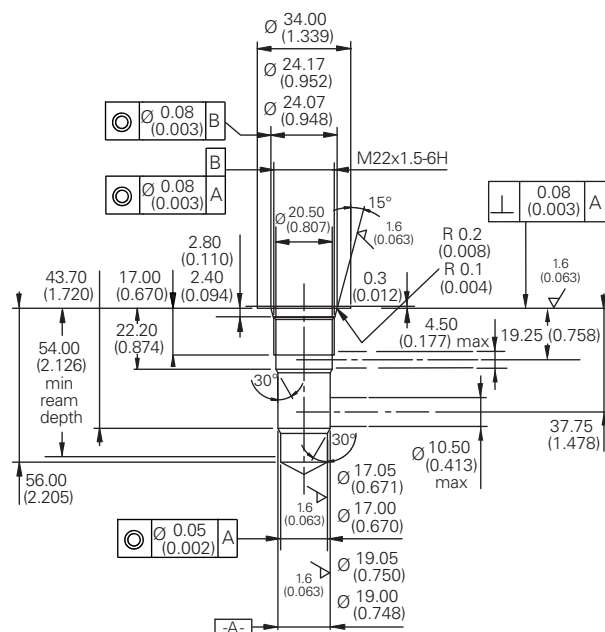 Ø 34.00
(1.339)
Ø 24.17
(0.952)
Ø 24.07
(0.948)
◎ Ø 0.08 B
(0.003)
B
M22x1.5-6H
◎ Ø 0.08 A
(0.003)
Ø 20.50
(0.807)
15°
1.6
(0.063)
⊥ 0.08 A
(0.003)
R 0.2
(0.008)
R 0.1
(0.004)
1.6
(0.063)
2.80
(0.110)
2.40
(0.094)
0.3
(0.012)
43.70
(1.720)
17.00
(0.670)
22.20
(0.874)
4.50
(0.177) max
19.25 (0.758)
54.00
(2.126)
min
ream
depth
30°
30°
Ø 10.50
(0.413)
max
37.75
(1.478)
56.00
(2.205)
Ø 17.05
(0.671)
1.6
(0.063)
Ø 17.00
(0.670)
◎ Ø 0.05 A
(0.002)
Ø 19.05
(0.750)
1.6
(0.063)
Ø 19.00
(0.748)
-A-